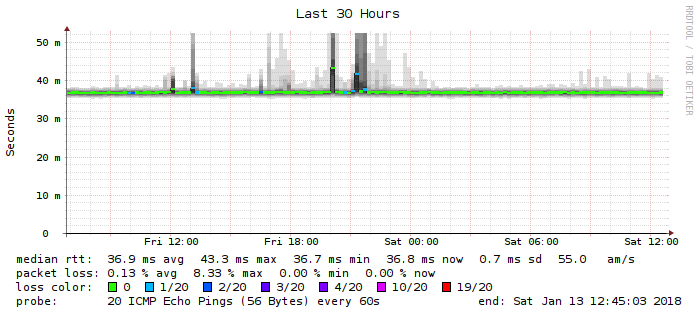 Last 30 Hours
RRDTOOL / TOBI OETIKER
Seconds
50 m
40 m
30 m
20 m
10 m
0
Fri 12:00 Fri 18:00 Sat 00:00 Sat 06:00 Sat 12:00
median rtt: 36.9 ms avg 43.3 ms max 36.7 ms min 36.8 ms now 0.7 ms sd 55.0 am/s
packet loss: 0.13 % avg 8.33 % max 0.00 % min 0.00 % now
loss color: 0 1/20 2/20 3/20 4/20 10/20 19/20
probe: 20 ICMP Echo Pings (56 Bytes) every 60s end: Sat Jan 13 12:45:03 2018